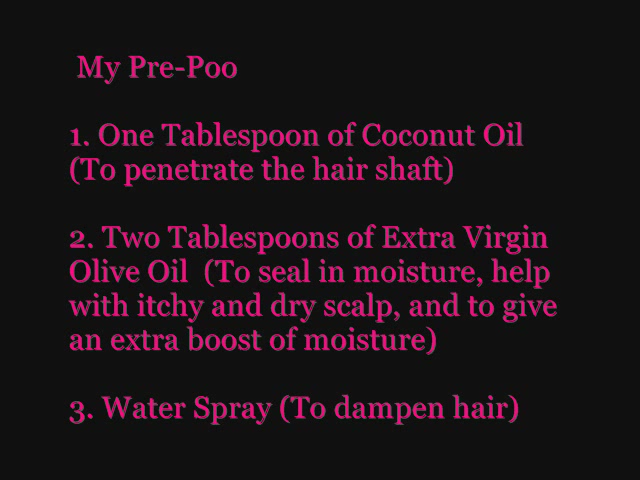 My Pre-Poo
1. One Tablespoon of Coconut Oil
(To penetrate the hair shaft)
2. Two Tablespoons of Extra Virgin
Olive Oil (To seal in moisture, help
with itchy and dry scalp, and to give
an extra boost of moisture)
3. Water Spray (To dampen hair)